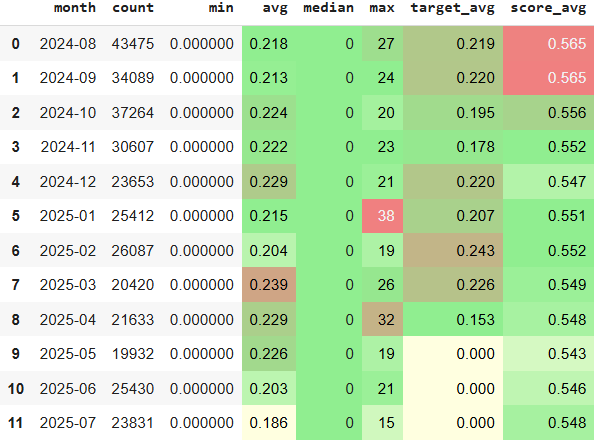 month count min avg median max target_avg score_avg
0 2024-08 43475 0.000000 0.218 0 27 0.219 0.565
1 2024-09 34089 0.000000 0.213 0 24 0.220 0.565
2 2024-10 37264 0.000000 0.224 0 20 0.195 0.556
3 2024-11 30607 0.000000 0.222 0 23 0.178 0.552
4 2024-12 23653 0.000000 0.229 0 21 0.220 0.547
5 2025-01 25412 0.000000 0.215 0 38 0.207 0.551
6 2025-02 26087 0.000000 0.204 0 19 0.243 0.552
7 2025-03 20420 0.000000 0.239 0 26 0.226 0.549
8 2025-04 21633 0.000000 0.229 0 32 0.153 0.548
9 2025-05 19932 0.000000 0.226 0 19 0.000 0.543
10 2025-06 25430 0.000000 0.203 0 21 0.000 0.546
11 2025-07 23831 0.000000 0.186 0 15 0.000 0.548